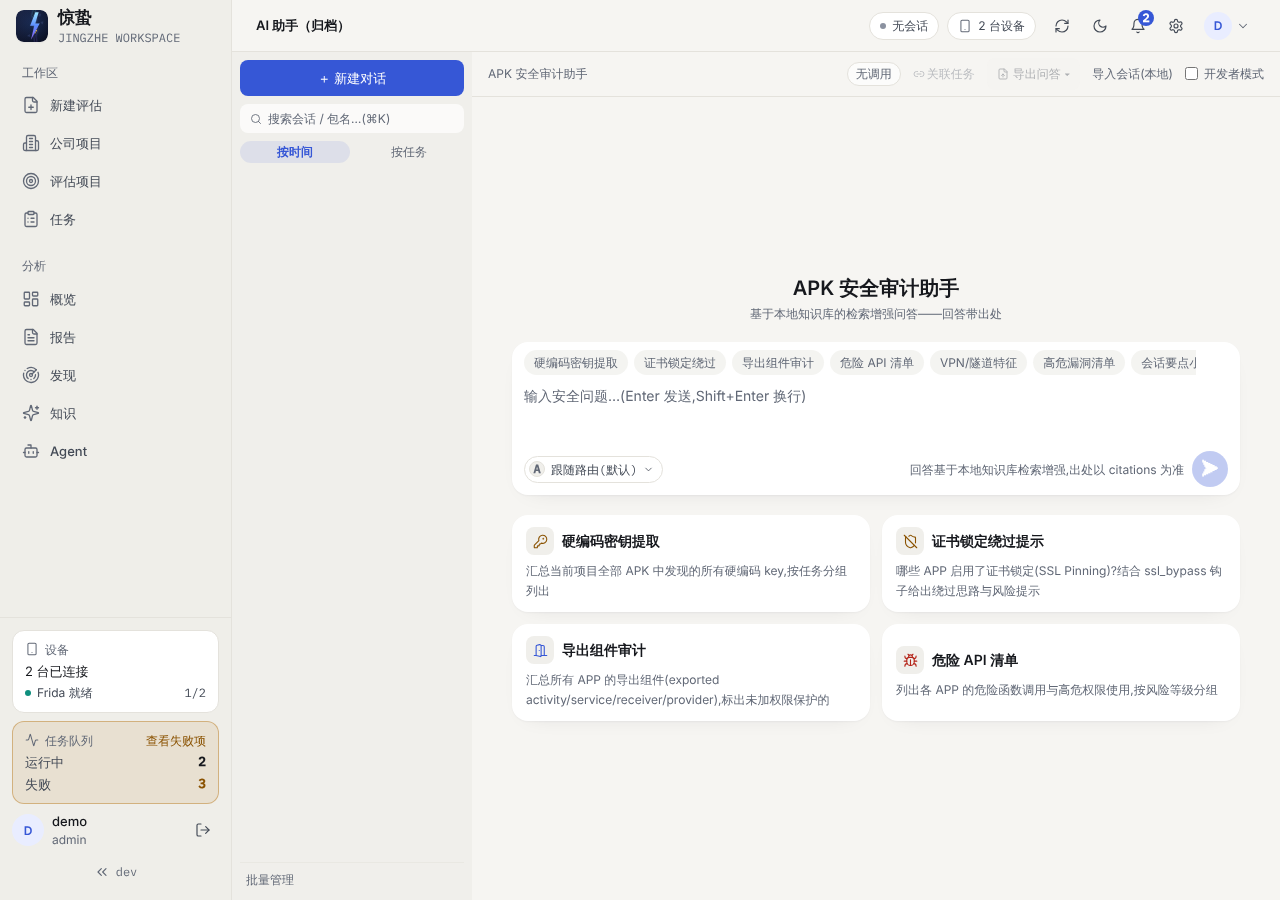 惊蛰
JINGZHE WORKSPACE
工作区
新建评估
公司项目
评估项目
任务
分析
概览
报告
发现
知识
Agent
设备
2 台已连接
Frida 就绪 1/2
任务队列 查看失败项
运行中 2
失败 3
D
demo
admin
dev
AI 助手（归档）
无会话
2 台设备
2
D
+ 新建对话
搜索会话 / 包名...(⌘K)
按时间 按任务
批量管理
APK 安全审计助手
无调用
关联任务
导出问答
导入会话(本地)
开发者模式
APK 安全审计助手
基于本地知识库的检索增强问答——回答带出处
硬编码密钥提取 证书锁定绕过 导出组件审计 危险 API 清单 VPN/隧道特征 高危漏洞清单 会话要点
输入安全问题...(Enter 发送,Shift+Enter 换行)
A 跟随路由(默认)
回答基于本地知识库检索增强,出处以 citations 为准
硬编码密钥提取
汇总当前项目全部 APK 中发现的所有硬编码 key,按任务分组
列出
证书锁定绕过提示
哪些 APP 启用了证书锁定(SSL Pinning)?结合 ssl_bypass 钩
子给出绕过思路与风险提示
导出组件审计
汇总所有 APP 的导出组件(exported
activity/service/receiver/provider),标出未加权限保护的
危险 API 清单
列出各 APP 的危险函数调用与高危权限使用,按风险等级分组